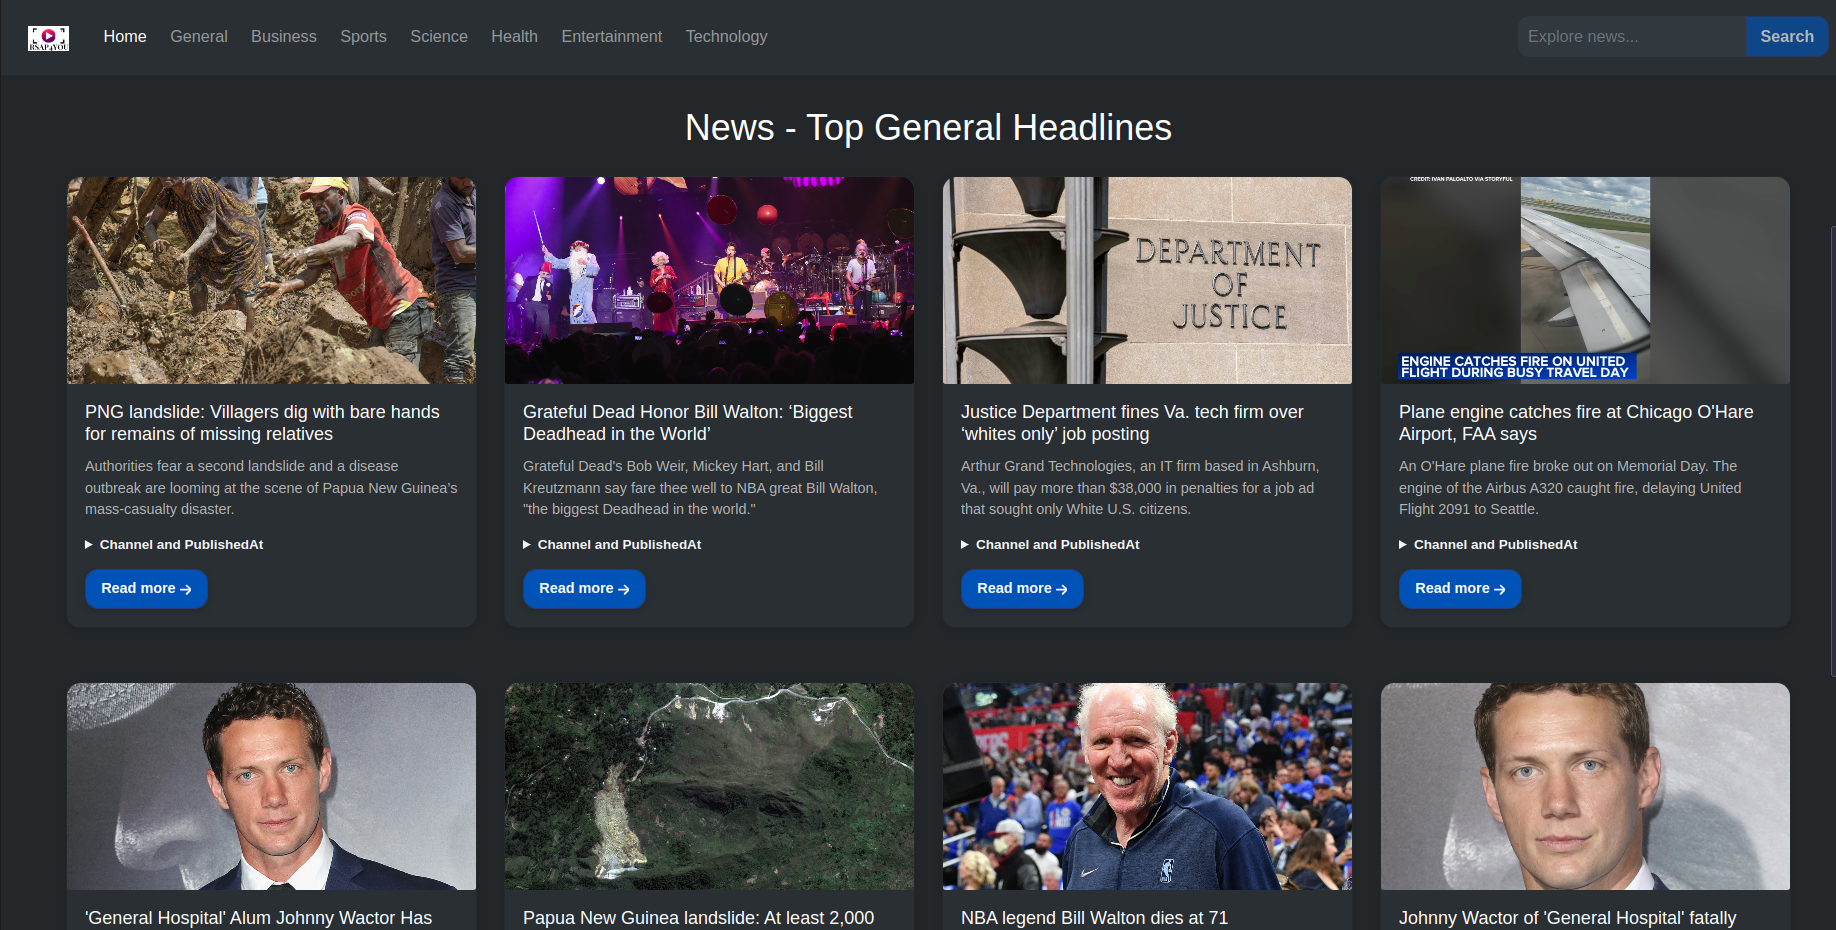 RSAP4YOU
Home General Business Sports Science Health Entertainment Technology
Explore news...
Search
News - Top General Headlines
DEPARTMENT
OF
JUSTICE
CREDIT: IVAN PALOALTO VIA STORYFUL
ENGINE CATCHES FIRE ON UNITED
FLIGHT DURING BUSY TRAVEL DAY
PNG landslide: Villagers dig with bare hands
for remains of missing relatives
Authorities fear a second landslide and a disease
outbreak are looming at the scene of Papua New Guinea's
mass-casualty disaster.
Channel and PublishedAt
Read more →
Grateful Dead Honor Bill Walton: ‘Biggest
Deadhead in the World’
Grateful Dead's Bob Weir, Mickey Hart, and Bill
Kreutzmann say fare thee well to NBA great Bill Walton,
"the biggest Deadhead in the world."
Channel and PublishedAt
Read more →
Justice Department fines Va. tech firm over
‘whites only’ job posting
Arthur Grand Technologies, an IT firm based in Ashburn,
Va., will pay more than $38,000 in penalties for a job ad
that sought only White U.S. citizens.
Channel and PublishedAt
Read more →
Plane engine catches fire at Chicago O'Hare
Airport, FAA says
An O'Hare plane fire broke out on Memorial Day. The
engine of the Airbus A320 caught fire, delaying United
Flight 2091 to Seattle.
Channel and PublishedAt
Read more →
'General Hospital' Alum Johnny Wactor Has
Papua New Guinea landslide: At least 2,000
NBA legend Bill Walton dies at 71
Johnny Wactor of 'General Hospital' fatally